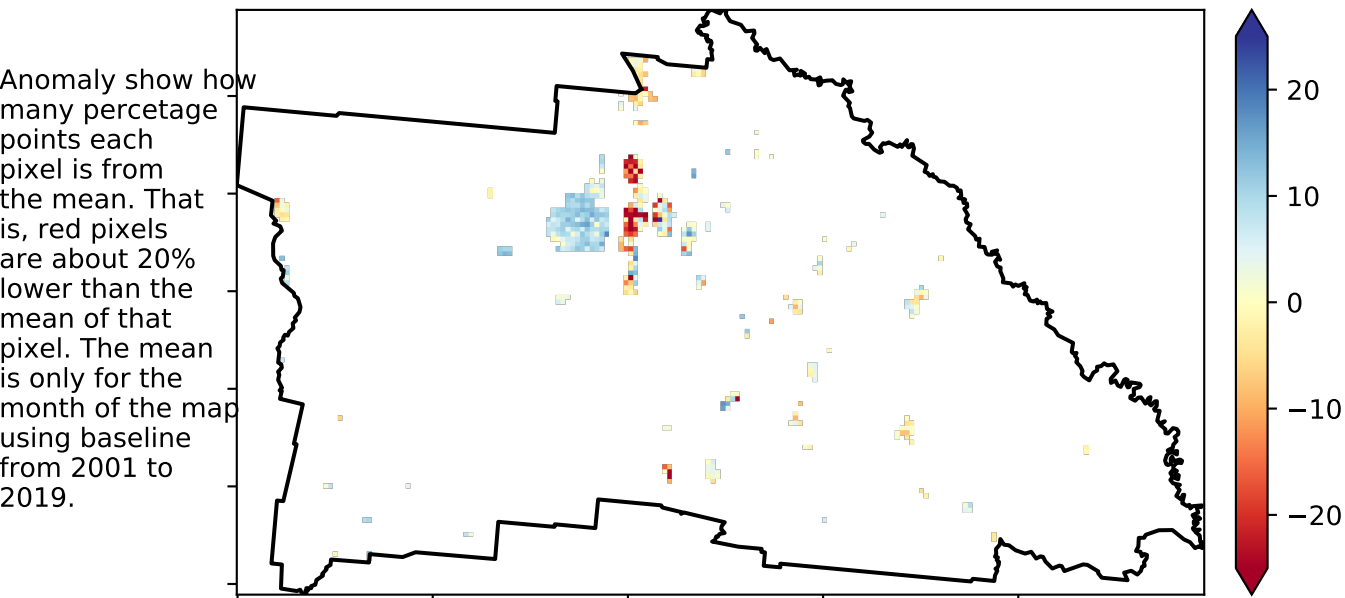 Anomaly show how
many percetage
points each
pixel is from
the mean. That
is, red pixels
are about 20%
lower than the
mean of that
pixel. The mean
is only for the
month of the map
using baseline
from 2001 to
2019.
20
10
0
−10
−20